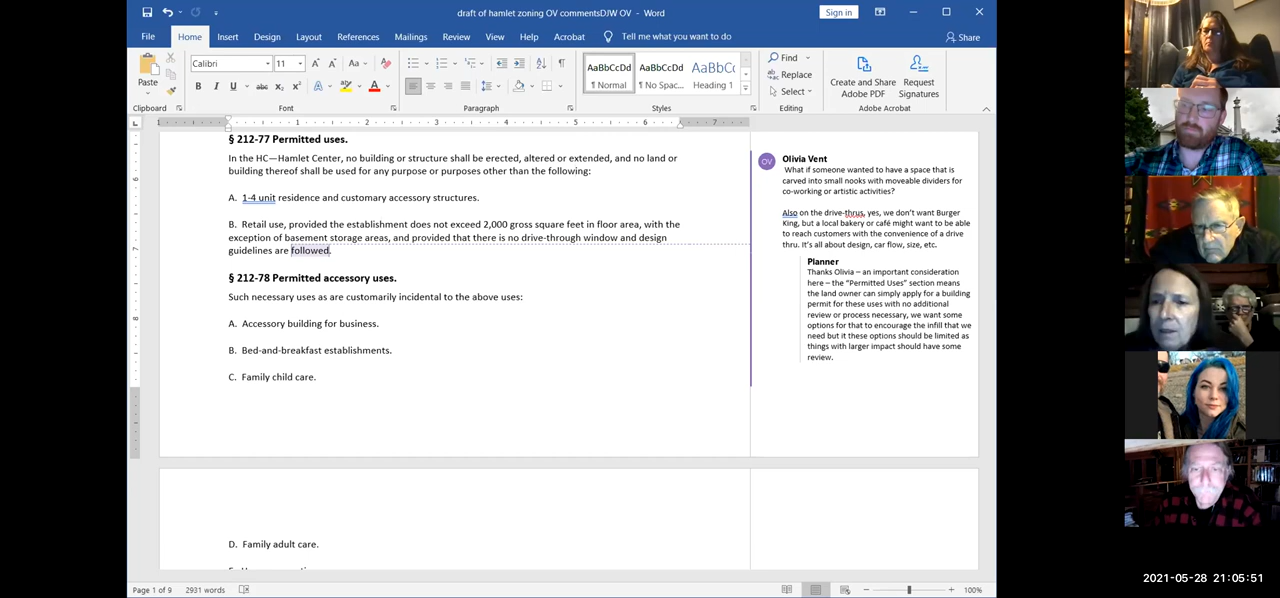 draft of hamlet zoning OV commentsDJW OV - Word
Sign in
File Home Insert Design Layout References Mailings Review View Help Acrobat Tell me what you want to do Share
Calibri 11
Paste
Find
Replace
Select
Create and Share Adobe PDF
Request Signatures
AaBbCcDd AaBbCcDd AaBbCc
¶ Normal ¶ No Spac... Heading 1
Clipboard Font Paragraph Styles Editing Adobe Acrobat
§ 212-77 Permitted uses.
In the HC—Hamlet Center, no building or structure shall be erected, altered or extended, and no land or
building thereof shall be used for any purpose or purposes other than the following:
A. 1-4 unit residence and customary accessory structures.
B. Retail use, provided the establishment does not exceed 2,000 gross square feet in floor area, with the
exception of basement storage areas, and provided that there is no drive-through window and design
guidelines are followed.
§ 212-78 Permitted accessory uses.
Such necessary uses as are customarily incidental to the above uses:
A. Accessory building for business.
B. Bed-and-breakfast establishments.
C. Family child care.
D. Family adult care.
OV Olivia Vent
What if someone wanted to have a space that is
carved into small nooks with moveable dividers for
co-working or artistic activities?
Also on the drive-thrus, yes, we don't want Burger
King, but a local bakery or café might want to be able
to reach customers with the convenience of a drive
thru. It's all about design, car flow, size, etc.
Planner
Thanks Olivia – an important consideration
here – the "Permitted Uses" section means
the land owner can simply apply for a building
permit for these uses with no additional
review or process necessary, we want some
options for that to encourage the infill that we
need but it these options should be limited as
things with larger impact should have some
review.
Page 1 of 9 2931 words
100%
2021-05-28 21:05:51